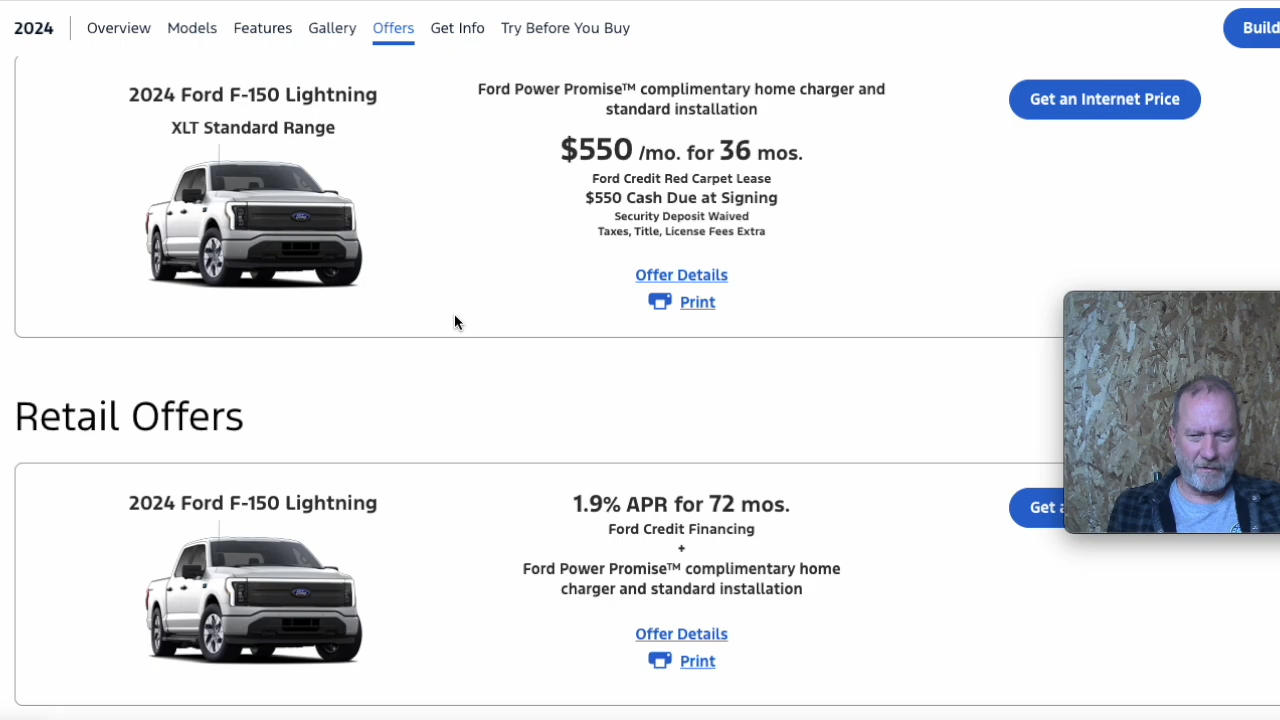 2024
Overview
Models
Features
Gallery
Offers
Get Info
Try Before You Buy
Build
2024 Ford F-150 Lightning
XLT Standard Range
Ford Power Promise™ complimentary home charger and
standard installation
$550 /mo. for 36 mos.
Ford Credit Red Carpet Lease
$550 Cash Due at Signing
Security Deposit Waived
Taxes, Title, License Fees Extra
Offer Details
Print
Get an Internet Price
Retail Offers
2024 Ford F-150 Lightning
1.9% APR for 72 mos.
Ford Credit Financing
+
Ford Power Promise™ complimentary home
charger and standard installation
Offer Details
Print
Get